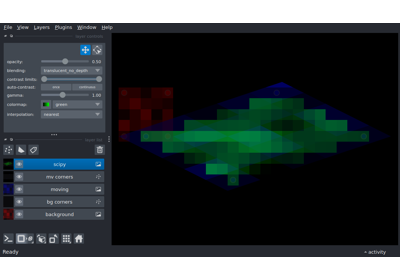 File View Layers Plugins Window Help
opacity: 0.50
blending: translucent_no_depth
contrast limits:
auto-contrast: once continuous
gamma: 1.00
colormap: green
interpolation: nearest
scipy
mv corners
moving
bg corners
background
Ready activity